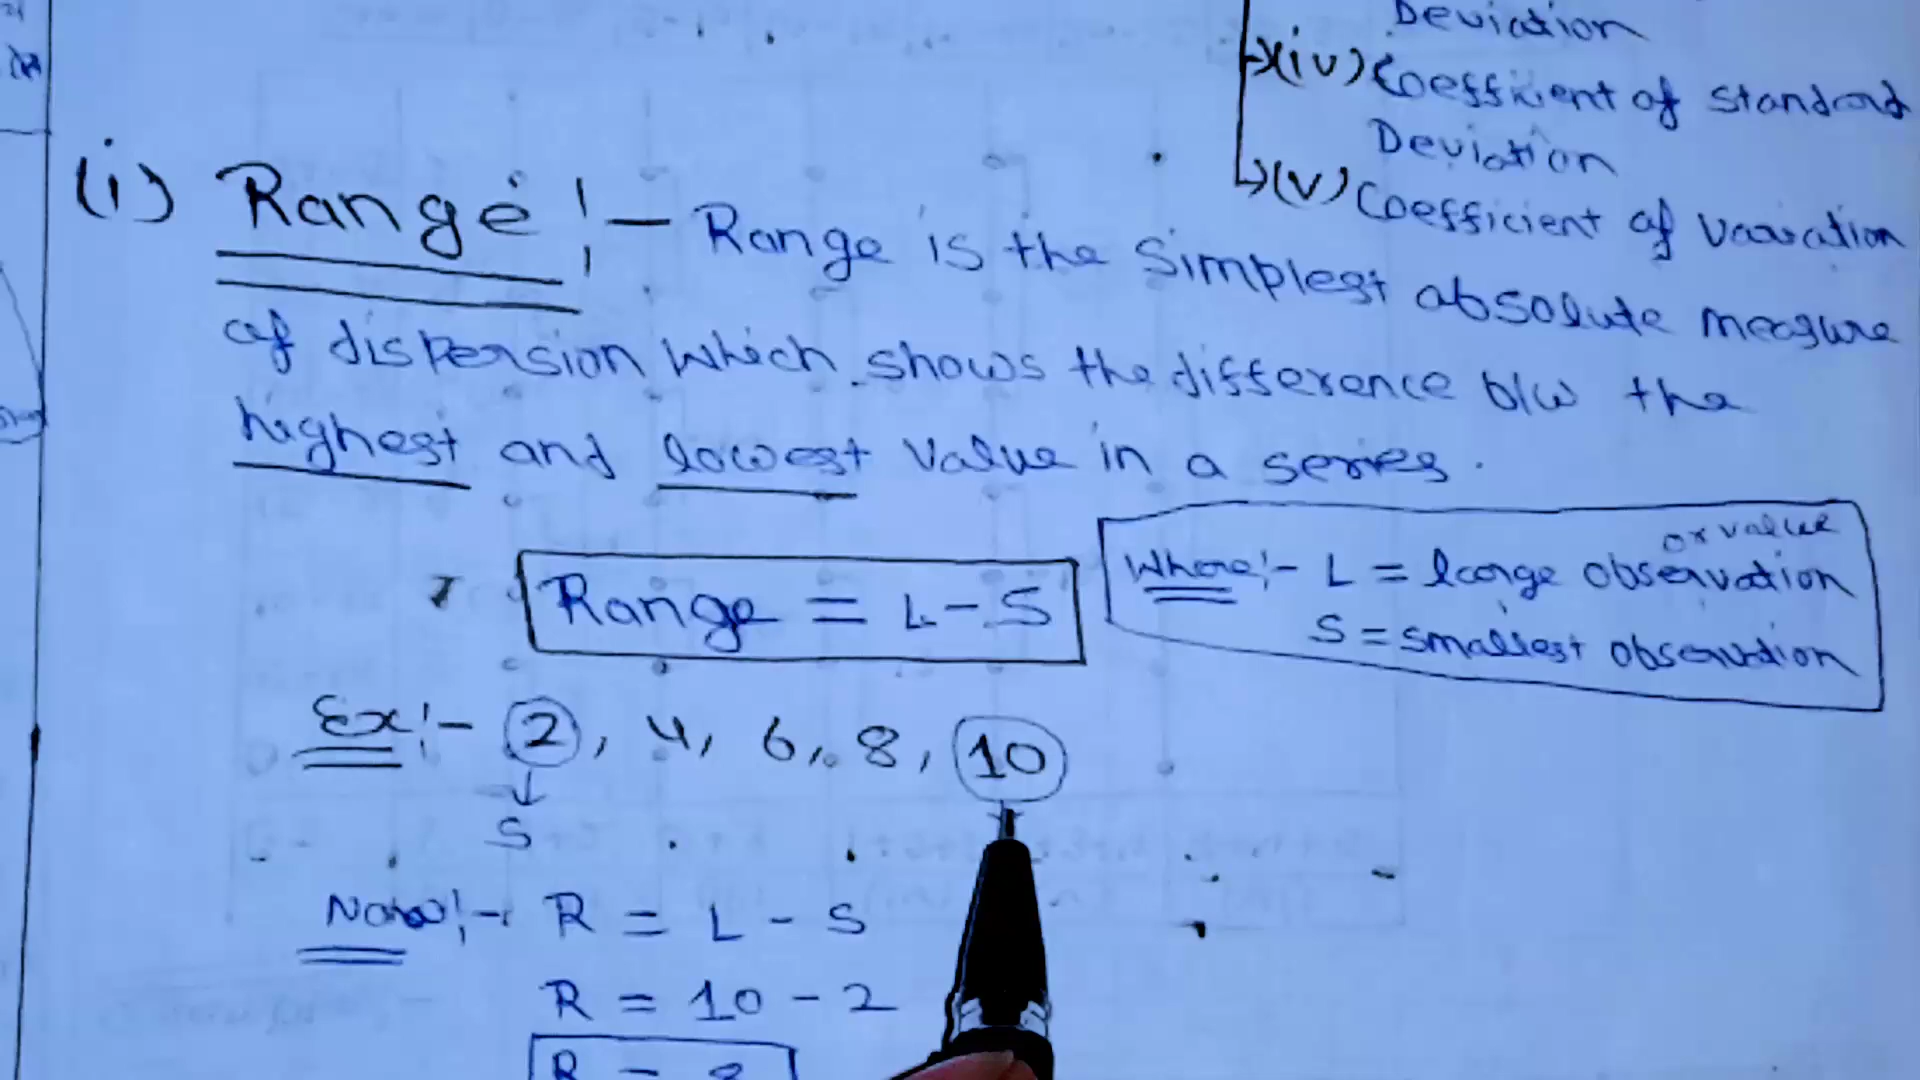 Deviation
(iv) Coefficient of standard
Deviation
(v) Coefficient of variation
(i) Range :- Range is the simplest absolute measure
of dispersion which shows the difference b/w the
highest and lowest value in a series.
Range = L - S
Where :- L = large observation or value
S = smallest observation
Ex :- 2, 4, 6, 8, 10
S
Now :- R = L - S
R = 10 - 2
R = 8